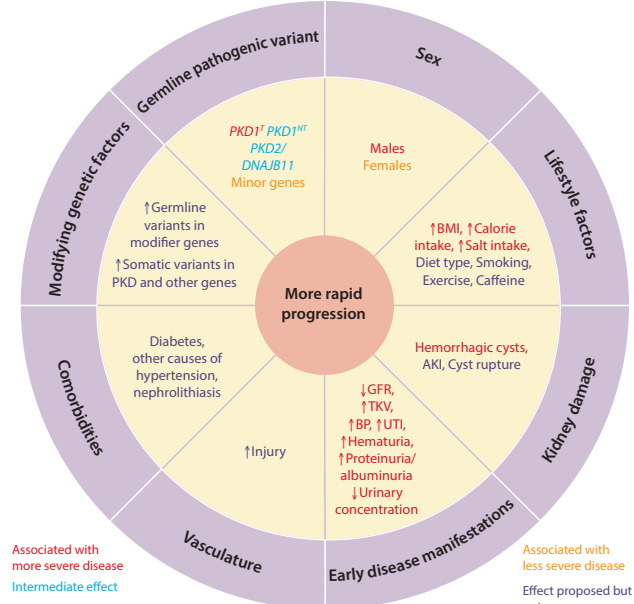 Germline pathogenic variant
Sex
Lifestyle factors
Kidney damage
Early disease manifestations
Vasculature
Comorbidities
Modifying genetic factors
PKD1ᵀ PKD1ᴺᵀ
PKD2/
DNAJB11
Minor genes
Males
Females
↑BMI, ↑Calorie
intake, ↑Salt intake,
Diet type, Smoking,
Exercise, Caffeine
Hemorrhagic cysts,
AKI, Cyst rupture
↓GFR,
↑TKV,
↑BP, ↑UTI,
↑Hematuria,
↑Proteinuria/
albuminuria
↓Urinary
concentration
↑Injury
Diabetes,
other causes of
hypertension,
nephrolithiasis
↑Germline
variants in
modifier genes
↑Somatic variants in
PKD and other genes
More rapid
progression
Associated with
more severe disease
Intermediate effect
Associated with
less severe disease
Effect proposed but